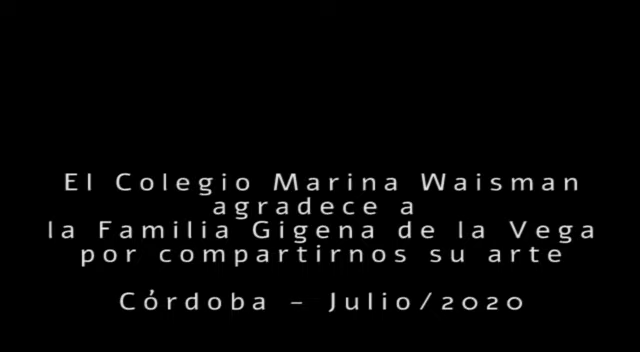 El Colegio Marina Waisman
agradece a
la Familia Gigena de la Vega
por compartirnos su arte
Córdoba - Julio/2020